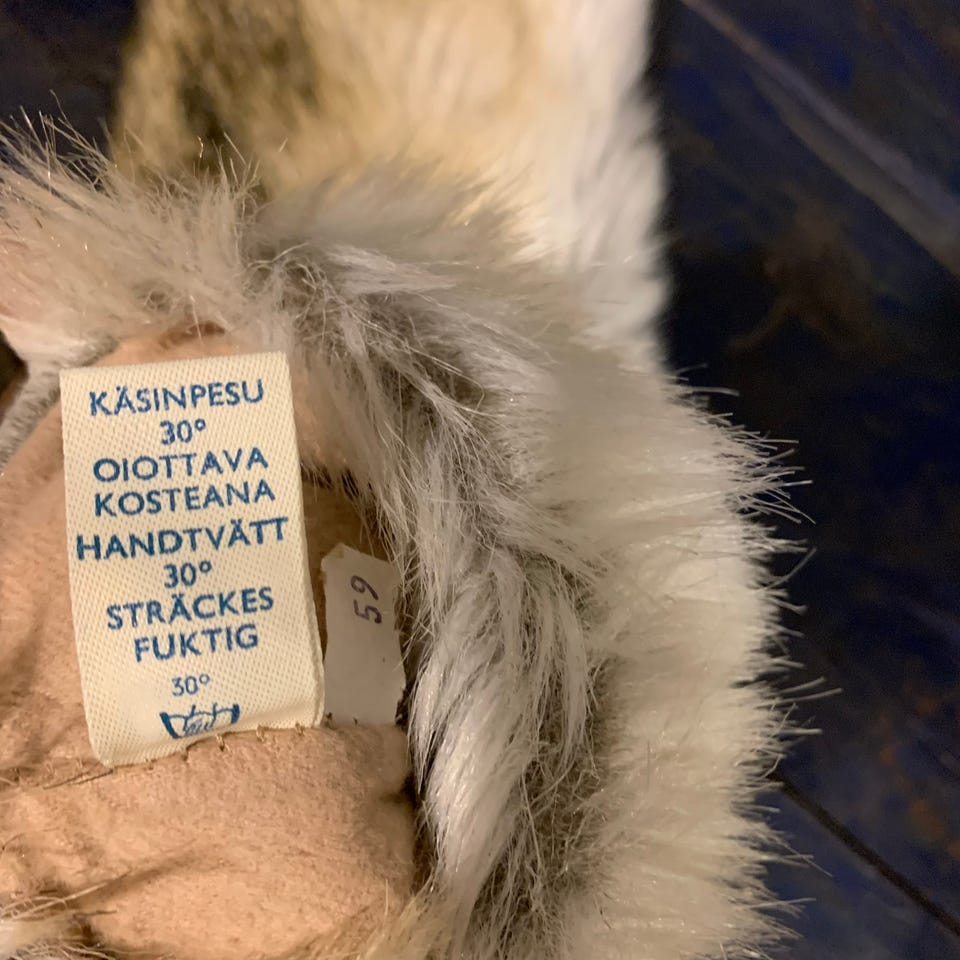 KÄSINPESU
30°
OIOTTAVA
KOSTEANA
HANDTVÄTT
30°
STRÄCKES
FUKTIG
30°
59